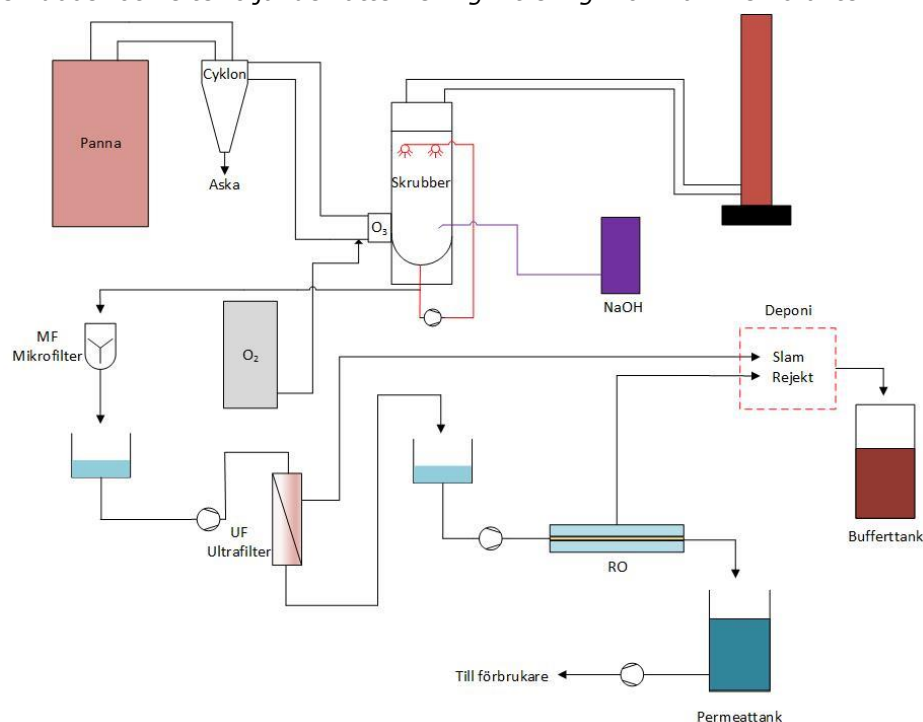 Cyklon
Panna
Aska
Skrubber
O₃
NaOH
MF
Mikrofilter
O₂
Deponi
Slam
Rejekt
UF
Ultrafilter
RO
Bufferttank
Till förbrukare
Permeattank